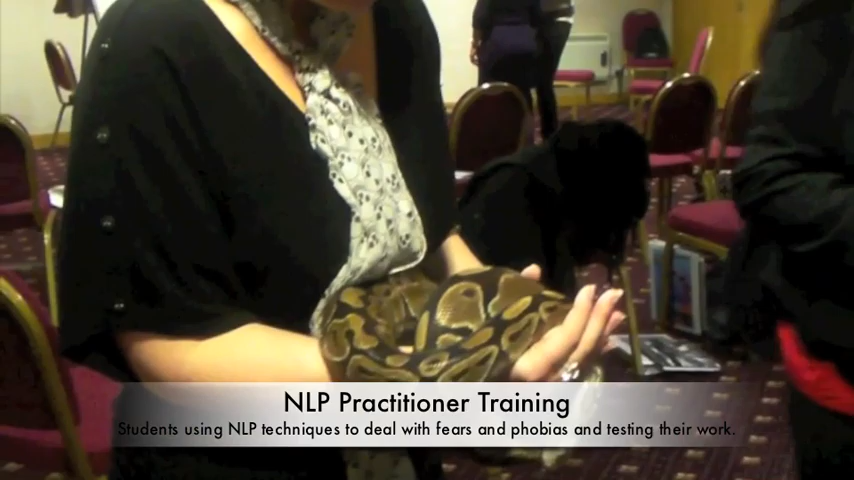 NLP Practitioner Training
Students using NLP techniques to deal with fears and phobias and testing their work.